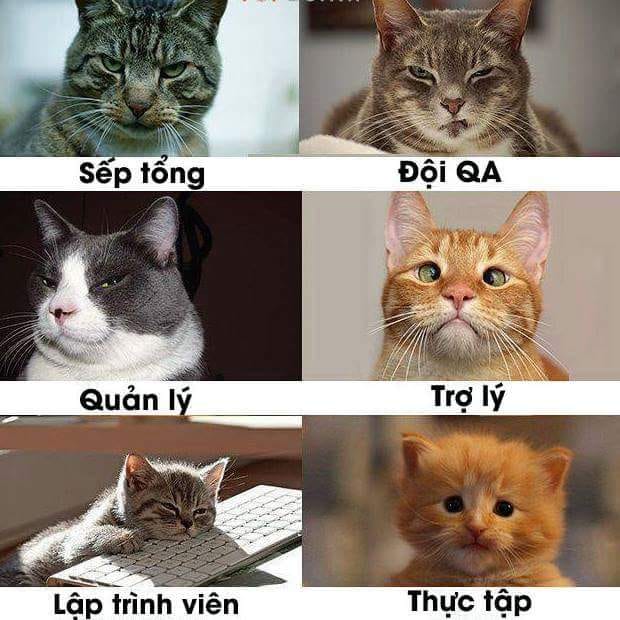 Sếp tổng
Đội QA
Quản lý
Trợ lý
Lập trình viên
Thực tập